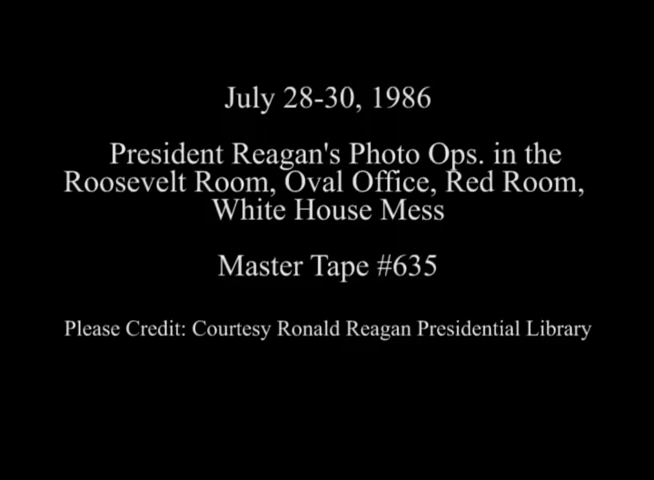 July 28-30, 1986
President Reagan's Photo Ops. in the
Roosevelt Room, Oval Office, Red Room,
White House Mess
Master Tape #635
Please Credit: Courtesy Ronald Reagan Presidential Library